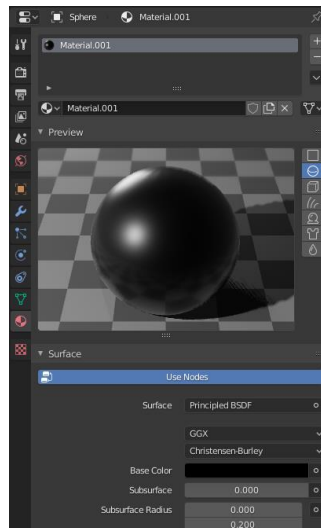 Sphere Material.001
Material.001
Material.001
Preview
Surface
Use Nodes
Surface Principled BSDF
GGX
Christensen-Burley
Base Color
Subsurface 0.000
Subsurface Radius 0.000
0.200